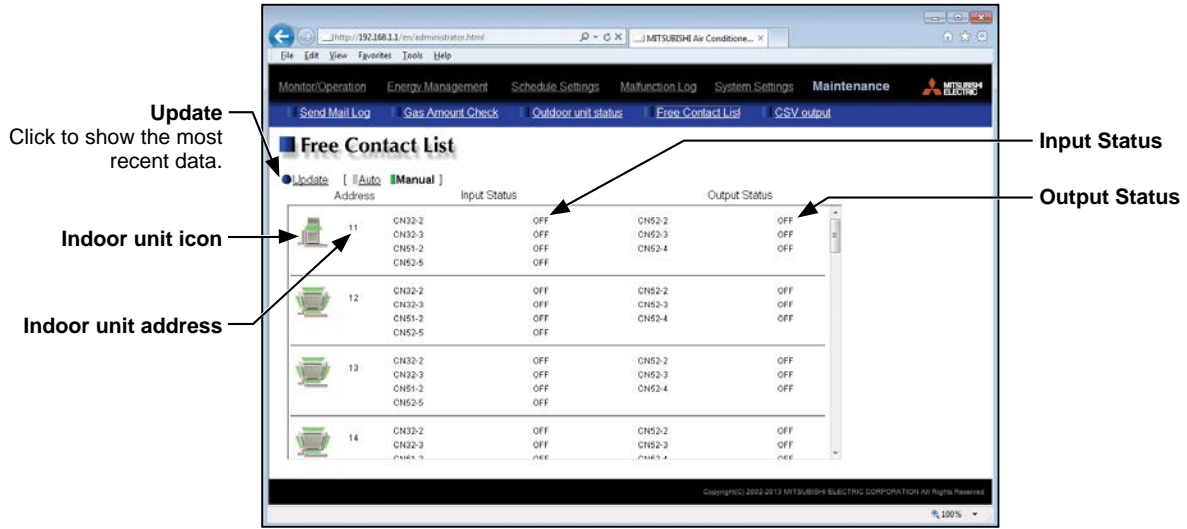 http://192.168.1.1/en/administrator.html
MITSUBISHI Air Conditione...
File Edit View Favorites Tools Help
Monitor/Operation Energy Management Schedule Settings Malfunction Log System Settings Maintenance MITSUBISHI ELECTRIC
Send Mail Log Gas Amount Check Outdoor unit status Free Contact List CSV output
Free Contact List
Update [ Auto Manual ]
Address Input Status Output Status
11 CN32-2 OFF CN52-2 OFF
CN32-3 OFF CN52-3 OFF
CN51-2 OFF CN52-4 OFF
CN52-5 OFF
12 CN32-2 OFF CN52-2 OFF
CN32-3 OFF CN52-3 OFF
CN51-2 OFF CN52-4 OFF
CN52-5 OFF
13 CN32-2 OFF CN52-2 OFF
CN32-3 OFF CN52-3 OFF
CN51-2 OFF CN52-4 OFF
CN52-5 OFF
14 CN32-2 OFF CN52-2 OFF
CN32-3 OFF CN52-3 OFF
CN51-2 OFF CN52-4 OFF
Copyright(C) 2002-2013 MITSUBISHI ELECTRIC CORPORATION All Rights Reserved
100%
Update
Click to show the most
recent data.
Indoor unit icon
Indoor unit address
Input Status
Output Status